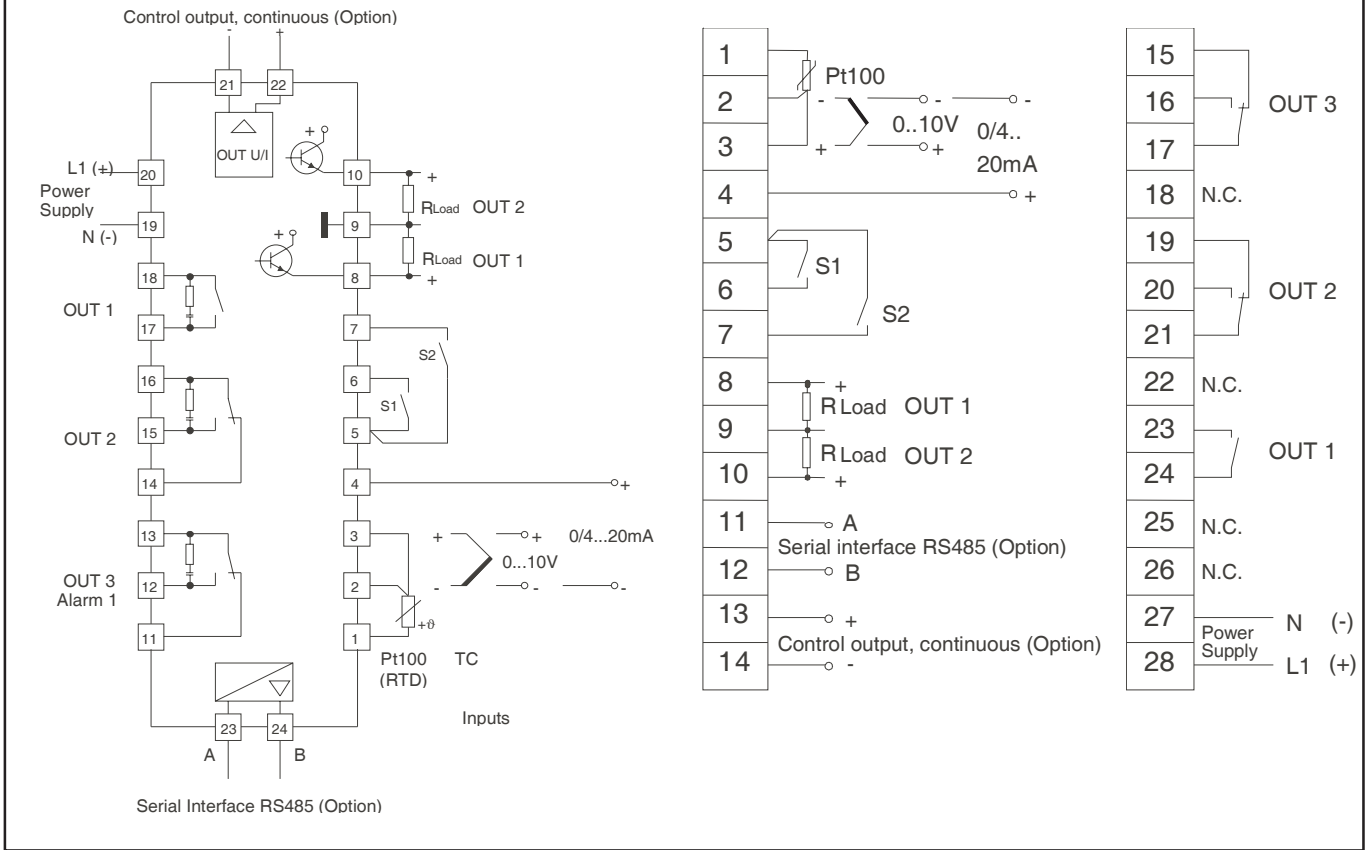 Control output, continuous (Option)
- +
21 22
OUT U/I
L1 (+)
Power
Supply
N (-)
20
19
18
OUT 1
17
16
OUT 2
15
14
13
OUT 3
Alarm 1
12
11
+
10 +
RLoad OUT 2
9
+
RLoad OUT 1
8 +
7
S2
6
S1
5
4 +
3 + + 0/4...20mA
0...10V
2 - - -
+ϑ
1
Pt100 TC
(RTD)
Inputs
23 24
A B
Serial Interface RS485 (Option)
1
Pt100
2 - - -
0..10V 0/4..
3 + +
20mA
4 +
5
S1
6
S2
7
8 +
RLoad OUT 1
9
RLoad OUT 2
10 +
11 A
Serial interface RS485 (Option)
12 B
13 +
Control output, continuous (Option)
14 -
15
16 OUT 3
17
18 N.C.
19
20 OUT 2
21
22 N.C.
23
OUT 1
24
25 N.C.
26 N.C.
27 N (-)
Power
Supply
28 L1 (+)